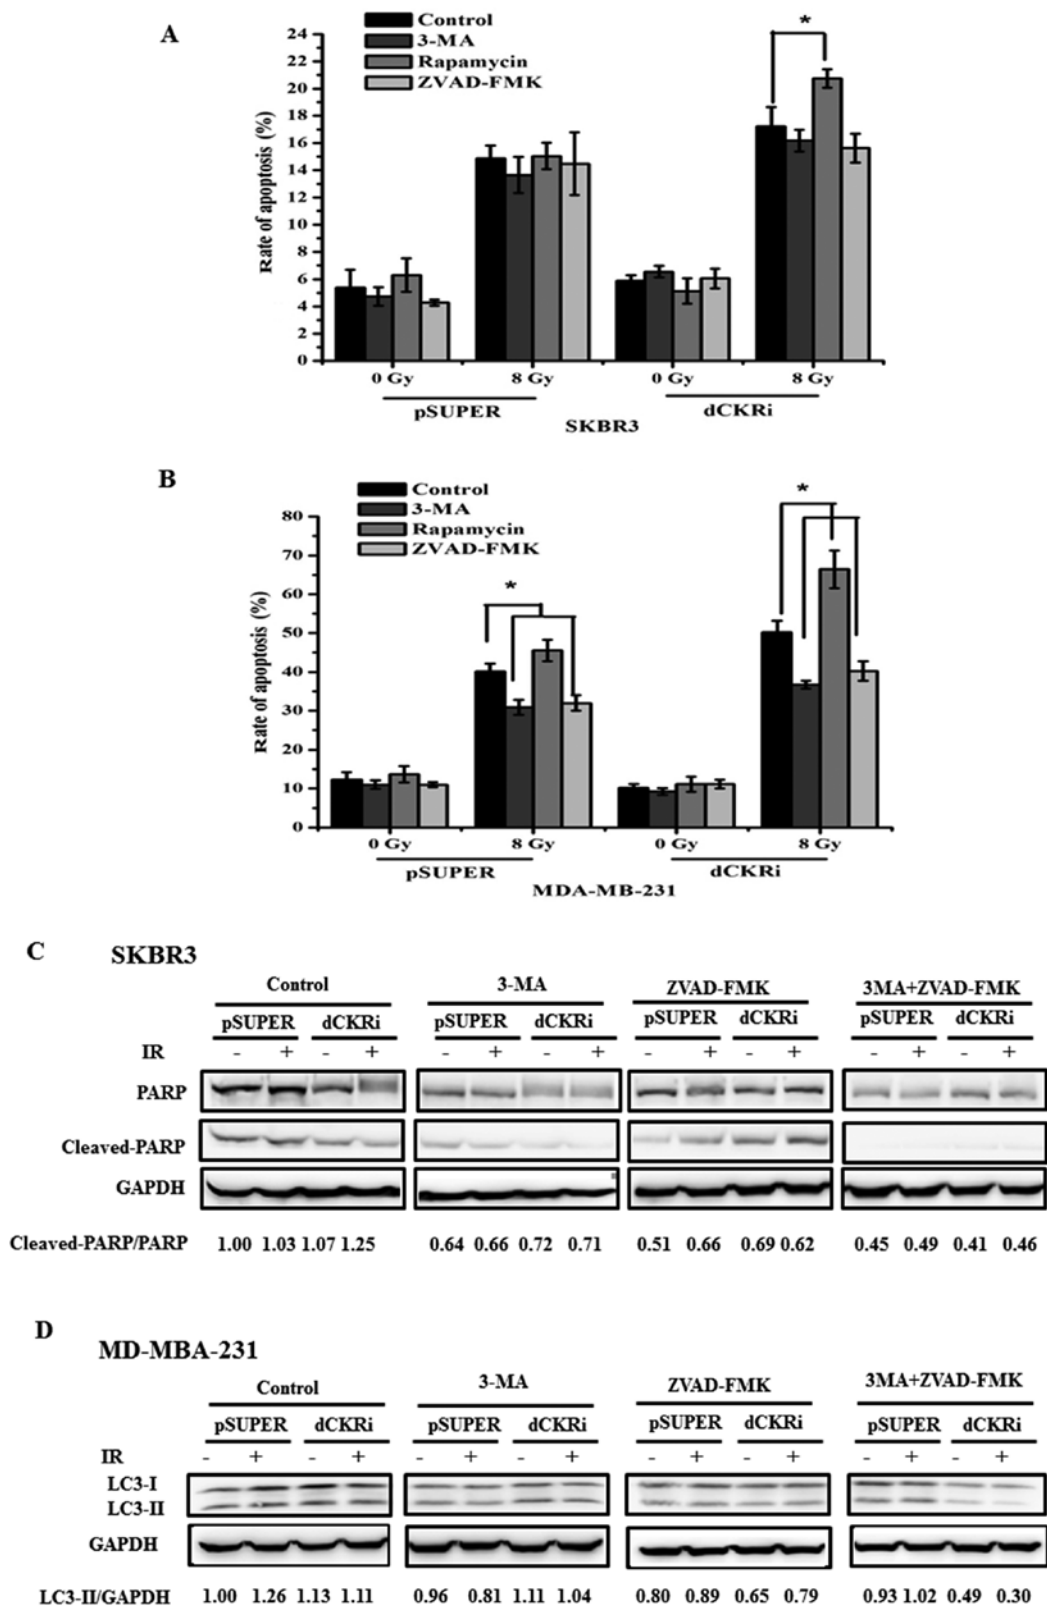 A
Control
3-MA
Rapamycin
ZVAD-FMK
*
Rate of apoptosis (%)
24
22
20
18
16
14
12
10
8
6
4
2
0
0 Gy 8 Gy 0 Gy 8 Gy
pSUPER dCKRi
SKBR3
B
Control
3-MA
Rapamycin
ZVAD-FMK
* *
Rate of apoptosis (%)
80
70
60
50
40
30
20
10
0
0 Gy 8 Gy 0 Gy 8 Gy
pSUPER dCKRi
MDA-MB-231
C SKBR3
Control 3-MA ZVAD-FMK 3MA+ZVAD-FMK
pSUPER dCKRi pSUPER dCKRi pSUPER dCKRi pSUPER dCKRi
IR - + - + - + - + - + - + - + - +
PARP
Cleaved-PARP
GAPDH
Cleaved-PARP/PARP 1.00 1.03 1.07 1.25 0.64 0.66 0.72 0.71 0.51 0.66 0.69 0.62 0.45 0.49 0.41 0.46
D MD-MBA-231
Control 3-MA ZVAD-FMK 3MA+ZVAD-FMK
pSUPER dCKRi pSUPER dCKRi pSUPER dCKRi pSUPER dCKRi
IR - + - + - + - + - + - + - + - +
LC3-I
LC3-II
GAPDH
LC3-II/GAPDH 1.00 1.26 1.13 1.11 0.96 0.81 1.11 1.04 0.80 0.89 0.65 0.79 0.93 1.02 0.49 0.30